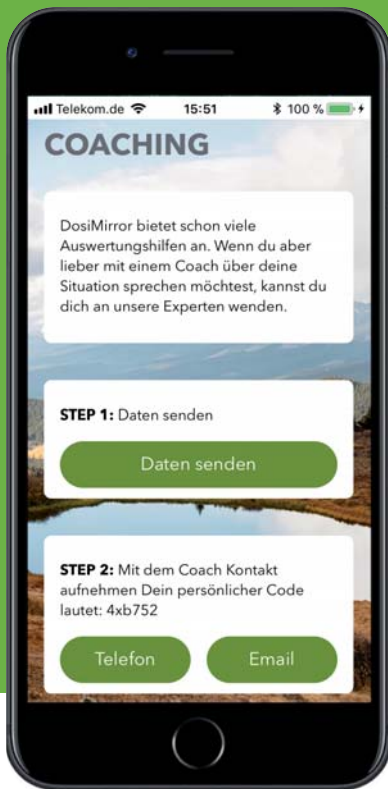 Telekom.de 15:51 100 %
COACHING
DosiMirror bietet schon viele
Auswertungshilfen an. Wenn du aber
lieber mit einem Coach über deine
Situation sprechen möchtest, kannst du
dich an unsere Experten wenden.
STEP 1: Daten senden
Daten senden
STEP 2: Mit dem Coach Kontakt
aufnehmen Dein persönlicher Code
lautet: 4xb752
Telefon Email